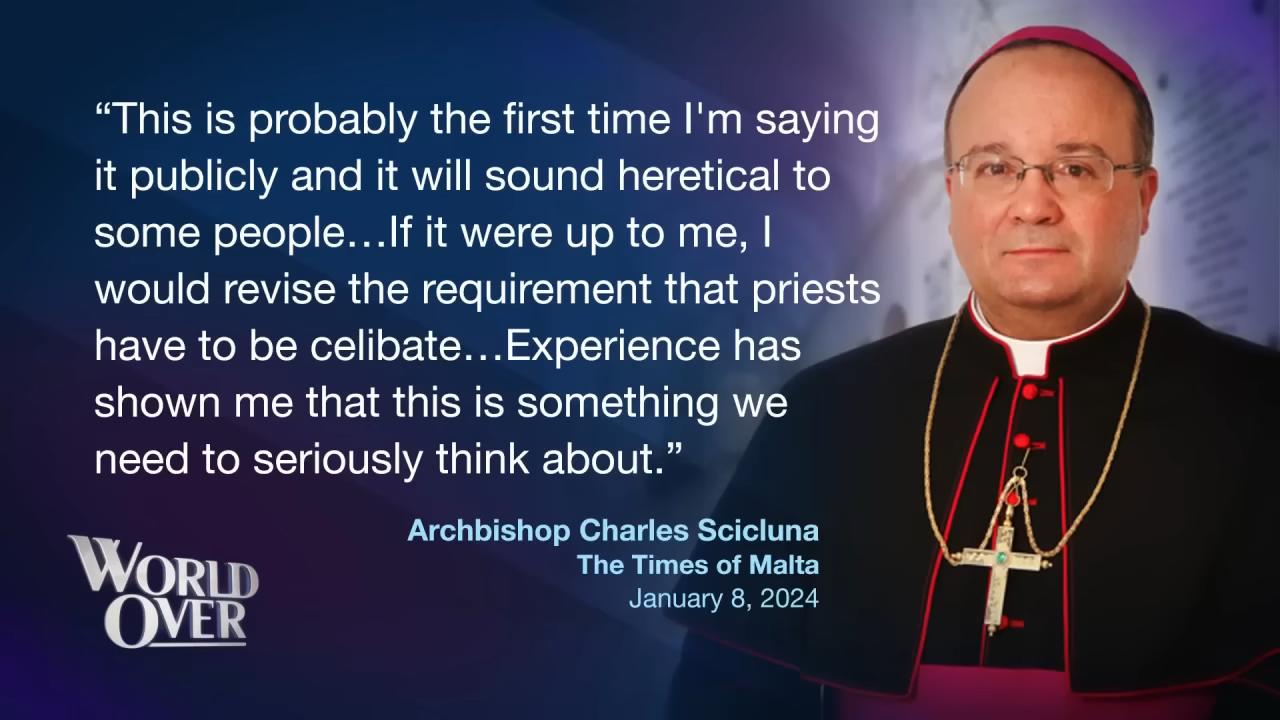 “This is probably the first time I'm saying
it publicly and it will sound heretical to
some people...If it were up to me, I
would revise the requirement that priests
have to be celibate...Experience has
shown me that this is something we
need to seriously think about.”
Archbishop Charles Scicluna
The Times of Malta
January 8, 2024
WORLD
OVER